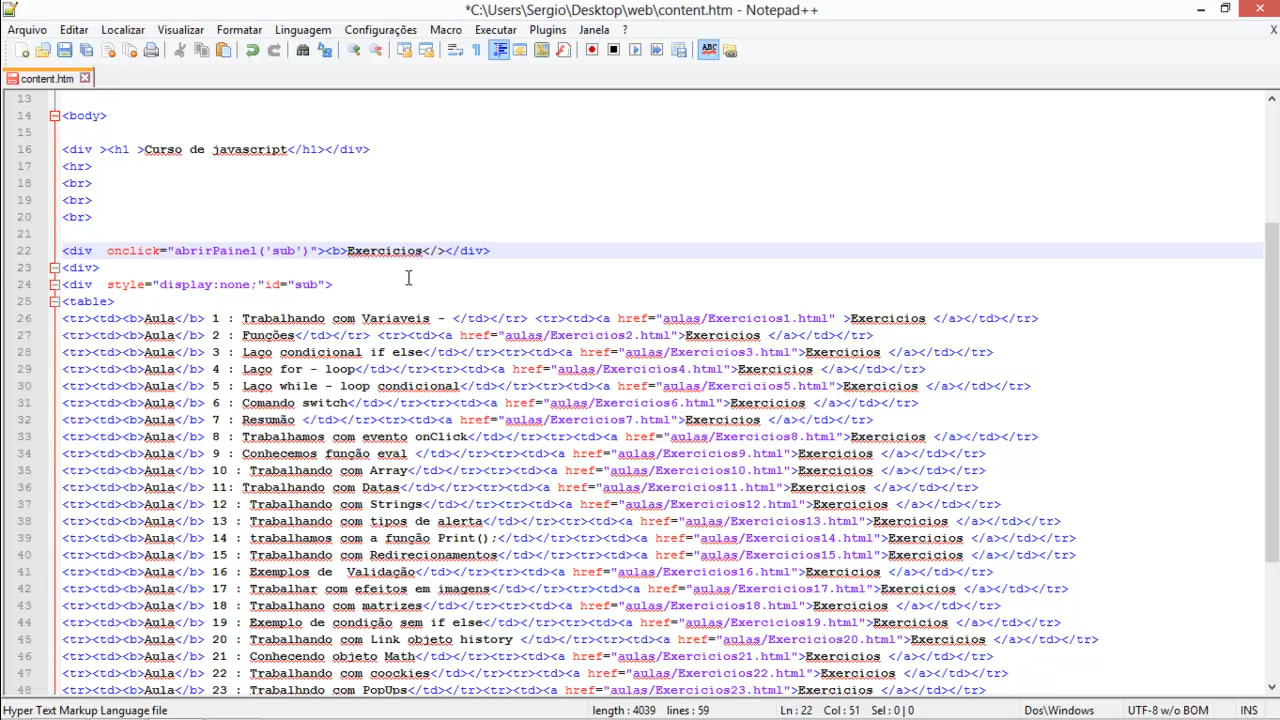 *C:\Users\Sergio\Desktop\web\content.htm - Notepad++
Arquivo Editar Localizar Visualizar Formatar Linguagem Configurações Macro Executar Plugins Janela ? X
ABC
content.htm
13
14 <body>
15
16 <div ><h1 >Curso de javascript</h1></div>
17 <hr>
18 <br>
19 <br>
20 <br>
21
22 <div  onclick="abrirPainel('sub')"><b>Exercicios</></div>
23 <div>
24 <div  style="display:none;"id="sub">
25 <table>
26 <tr><td><b>Aula</b> 1 : Trabalhando com Variaveis - </td></tr> <tr><td><a href="aulas/Exercicios1.html" >Exercicios </a></td></tr>
27 <tr><td><b>Aula</b> 2 : Funções</td></tr> <tr><td><a href="aulas/Exercicios2.html">Exercicios </a></td></tr>
28 <tr><td><b>Aula</b> 3 : Laço condicional if else</td></tr><tr><td><a href="aulas/Exercicios3.html">Exercicios </a></td></tr>
29 <tr><td><b>Aula</b> 4 : Laço for - loop</td></tr><tr><td><a href="aulas/Exercicios4.html">Exercicios </a></td></tr>
30 <tr><td><b>Aula</b> 5 : Laço while - loop condicional</td></tr><tr><td><a href="aulas/Exercicios5.html">Exercicios </a></td></tr>
31 <tr><td><b>Aula</b> 6 : Comando switch</td></tr><tr><td><a href="aulas/Exercicios6.html">Exercicios </a></td></tr>
32 <tr><td><b>Aula</b> 7 : Resumão </td></tr><tr><td><a href="aulas/Exercicios7.html">Exercicios </a></td></tr>
33 <tr><td><b>Aula</b> 8 : Trabalhamos com evento onClick</td></tr><tr><td><a href="aulas/Exercicios8.html">Exercicios </a></td></tr>
34 <tr><td><b>Aula</b> 9 : Conhecemos função eval </td></tr><tr><td><a href="aulas/Exercicios9.html">Exercicios </a></td></tr>
35 <tr><td><b>Aula</b> 10 : Trabalhando com Array</td></tr><tr><td><a href="aulas/Exercicios10.html">Exercicios </a></td></tr>
36 <tr><td><b>Aula</b> 11: Trabalhando com Datas</td></tr><tr><td><a href="aulas/Exercicios11.html">Exercicios </a></td></tr>
37 <tr><td><b>Aula</b> 12 : Trabalhando com Strings</td></tr><tr><td><a href="aulas/Exercicios12.html">Exercicios </a></td></tr>
38 <tr><td><b>Aula</b> 13 : Trabalhando com tipos de alerta</td></tr><tr><td><a href="aulas/Exercicios13.html">Exercicios </a></td></tr>
39 <tr><td><b>Aula</b> 14 : trabalhamos com a função Print();</td></tr><tr><td><a href="aulas/Exercicios14.html">Exercicios </a></td></tr>
40 <tr><td><b>Aula</b> 15 : Trabalhando com Redirecionamentos</td></tr><tr><td><a href="aulas/Exercicios15.html">Exercicios </a></td></tr>
41 <tr><td><b>Aula</b> 16 : Exemplos de  Validação</td></tr><tr><td><a href="aulas/Exercicios16.html">Exercicios </a></td></tr>
42 <tr><td><b>Aula</b> 17 : Trabalhar com efeitos em imagens</td></tr><tr><td><a href="aulas/Exercicios17.html">Exercicios </a></td></tr>
43 <tr><td><b>Aula</b> 18 : Trabalhano com matrizes</td></tr><tr><td><a href="aulas/Exercicios18.html">Exercicios </a></td></tr>
44 <tr><td><b>Aula</b> 19 : Exemplo de condição sem if else</td></tr><tr><td><a href="aulas/Exercicios19.html">Exercicios </a></td></tr>
45 <tr><td><b>Aula</b> 20 : Trabalhando com Link objeto history </td></tr><tr><td><a href="aulas/Exercicios20.html">Exercicios </a></td></tr>
46 <tr><td><b>Aula</b> 21 : Conhecendo objeto Math</td></tr><tr><td><a href="aulas/Exercicios21.html">Exercicios </a></td></tr>
47 <tr><td><b>Aula</b> 22 : Trabalhando com coockies</td></tr><tr><td><a href="aulas/Exercicios22.html">Exercicios </a></td></tr>
48 <tr><td><b>Aula</b> 23 : Trabalhndo com PopUps</td></tr><tr><td><a href="aulas/Exercicios23.html">Exercicios </a></td></tr>
Hyper Text Markup Language file length : 4039 lines : 59 Ln : 22 Col : 51 Sel : 0 | 0 Dos\Windows UTF-8 w/o BOM INS